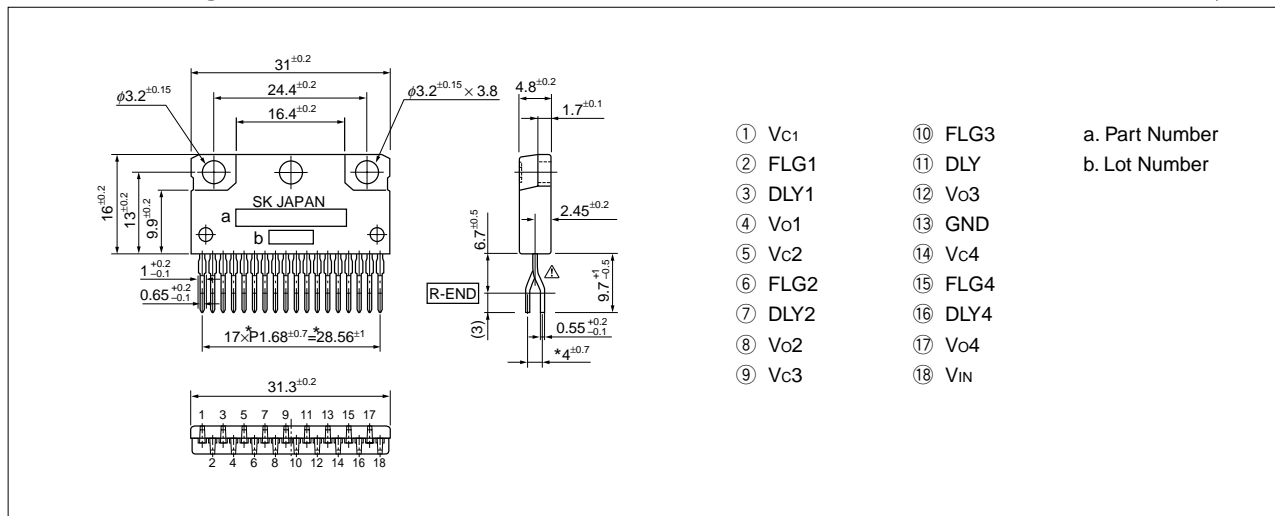 31±0.2
24.4±0.2
16.4±0.2
φ3.2±0.15
φ3.2±0.15 × 3.8
4.8±0.2
1.7±0.1
16±0.2
13±0.2
9.9±0.2
SK JAPAN
a
b
2.45±0.2
6.7±0.5
9.7+1−0.5
1+0.2−0.1
0.65+0.2−0.1
R-END
(3)
0.55+0.2−0.1
*4±0.7
17×*P1.68±0.7=*28.56±1
31.3±0.2
1 3 5 7 9 11 13 15 17
2 4 6 8 10 12 14 16 18
① VC1
② FLG1
③ DLY1
④ VO1
⑤ VC2
⑥ FLG2
⑦ DLY2
⑧ VO2
⑨ VC3
⑩ FLG3
⑪ DLY
⑫ VO3
⑬ GND
⑭ VC4
⑮ FLG4
⑯ DLY4
⑰ VO4
⑱ VIN
a. Part Number
b. Lot Number